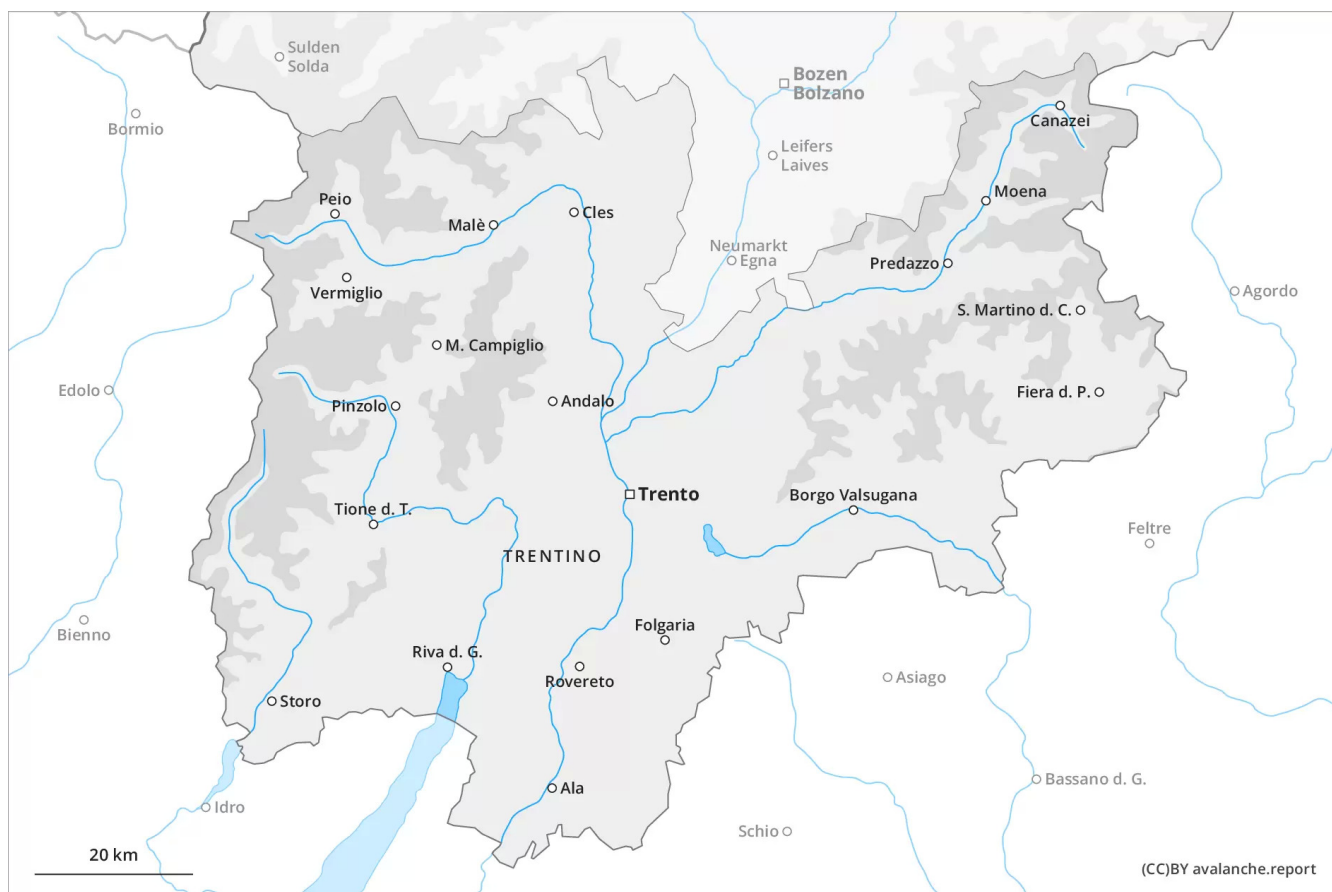 Sulden
Solda
Bozen
Bolzano
Bormio
Canazei
Leifers
Laives
Peio
Moena
Malè
Cles
Neumarkt
Egna
Predazzo
Vermiglio
Agordo
S. Martino d. C.
M. Campiglio
Edolo
Fiera d. P.
Pinzolo
Andalo
Trento
Borgo Valsugana
Tione d. T.
Feltre
TRENTINO
Bienno
Folgaria
Riva d. G.
Rovereto
Asiago
Storo
Bassano d. G.
Ala
Idro
Schio
20 km
(CC)BY avalanche.report